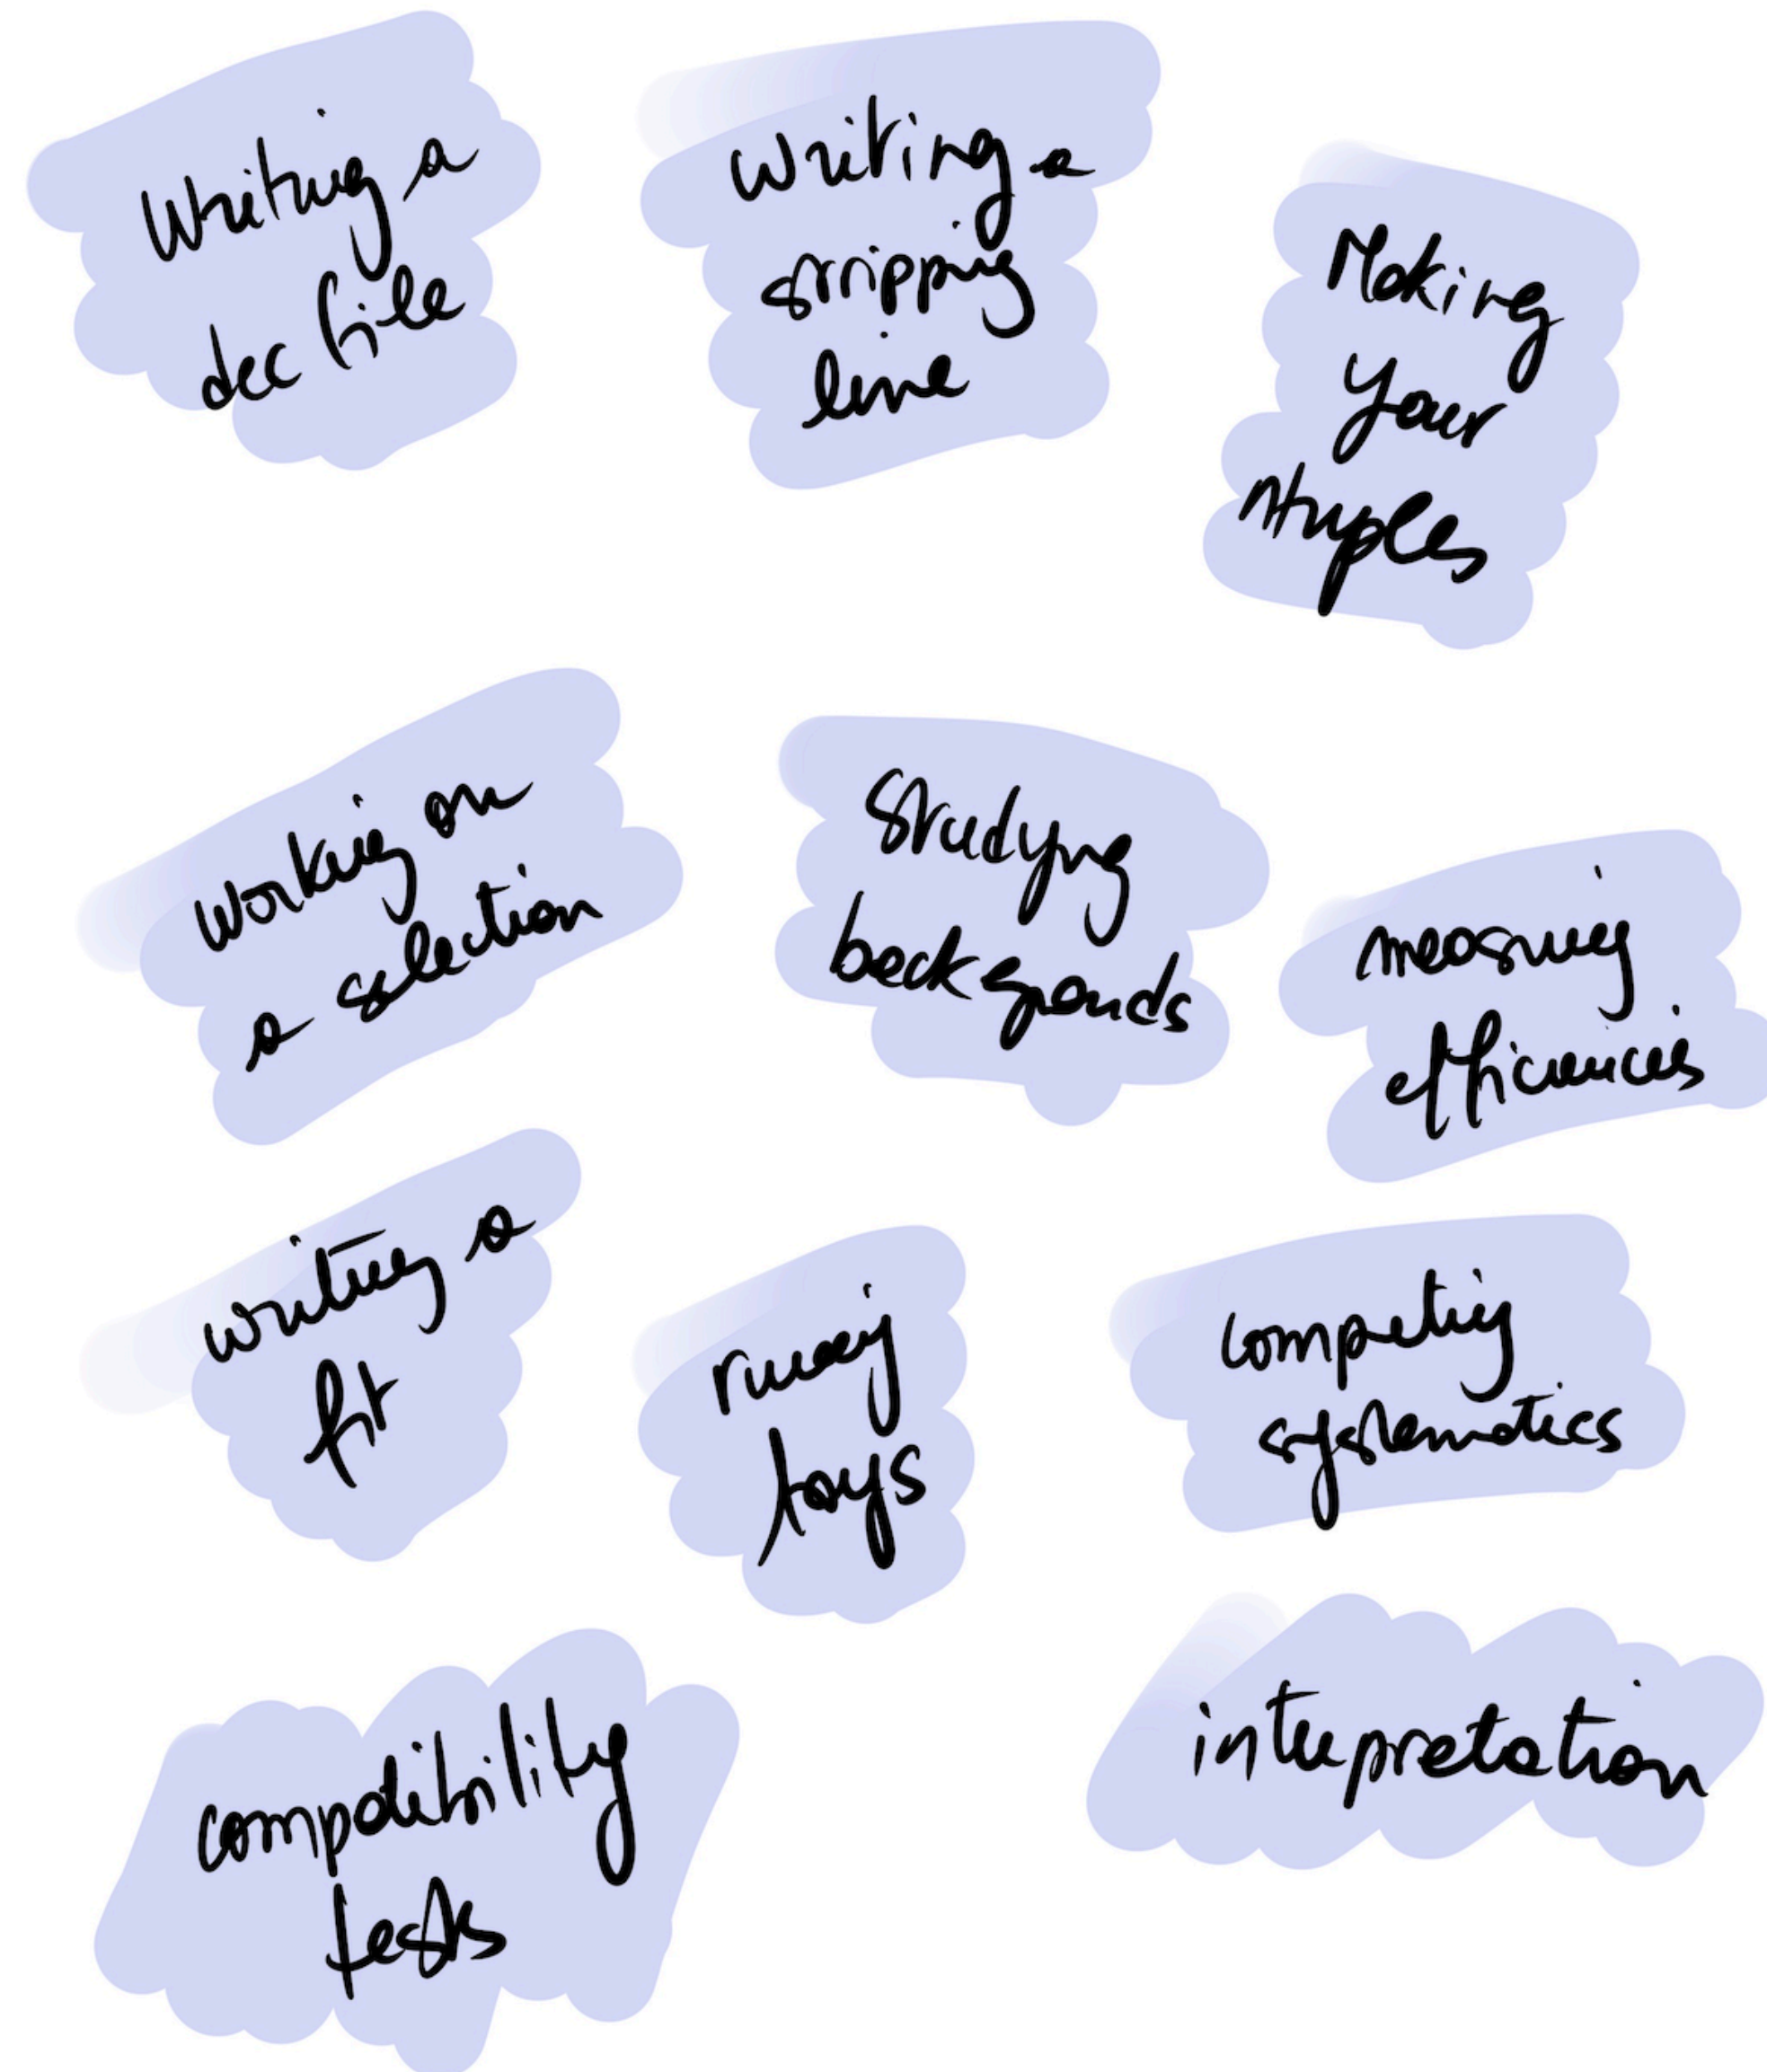 Writing a
dec file
Writing a
stripping
line
Making
your
ntuples
Working on
a selection
Studying
backgrounds
measuring
efficiencies
writing a
fit
running
toys
computing
systematics
compatibility
tests
interpretation